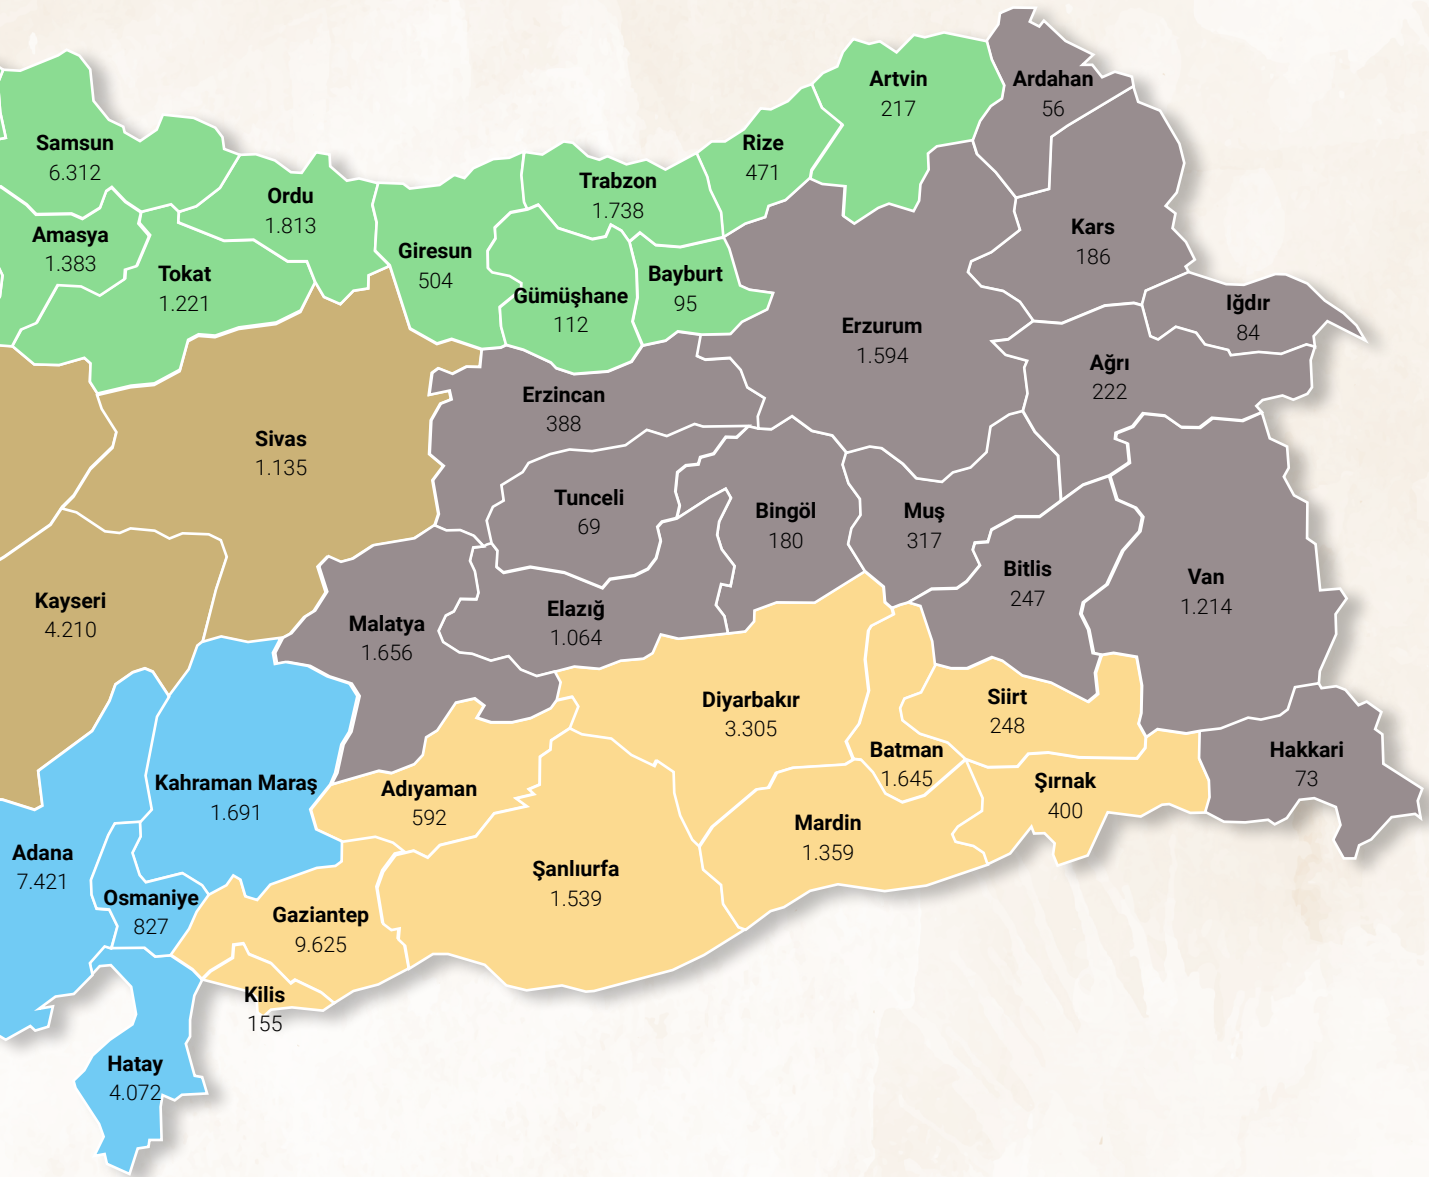 Artvin
217
Ardahan
56
Samsun
6.312
Rize
471
Trabzon
1.738
Ordu
1.813
Kars
186
Amasya
1.383
Giresun
504
Tokat
1.221
Gümüşhane
112
Bayburt
95
Iğdır
84
Erzurum
1.594
Ağrı
222
Erzincan
388
Sivas
1.135
Tunceli
69
Bingöl
180
Muş
317
Bitlis
247
Van
1.214
Kayseri
4.210
Malatya
1.656
Elazığ
1.064
Diyarbakır
3.305
Siirt
248
Batman
1.645
Hakkari
73
Kahraman Maraş
1.691
Adıyaman
592
Şırnak
400
Mardin
1.359
Adana
7.421
Şanlıurfa
1.539
Osmaniye
827
Gaziantep
9.625
Kilis
155
Hatay
4.072